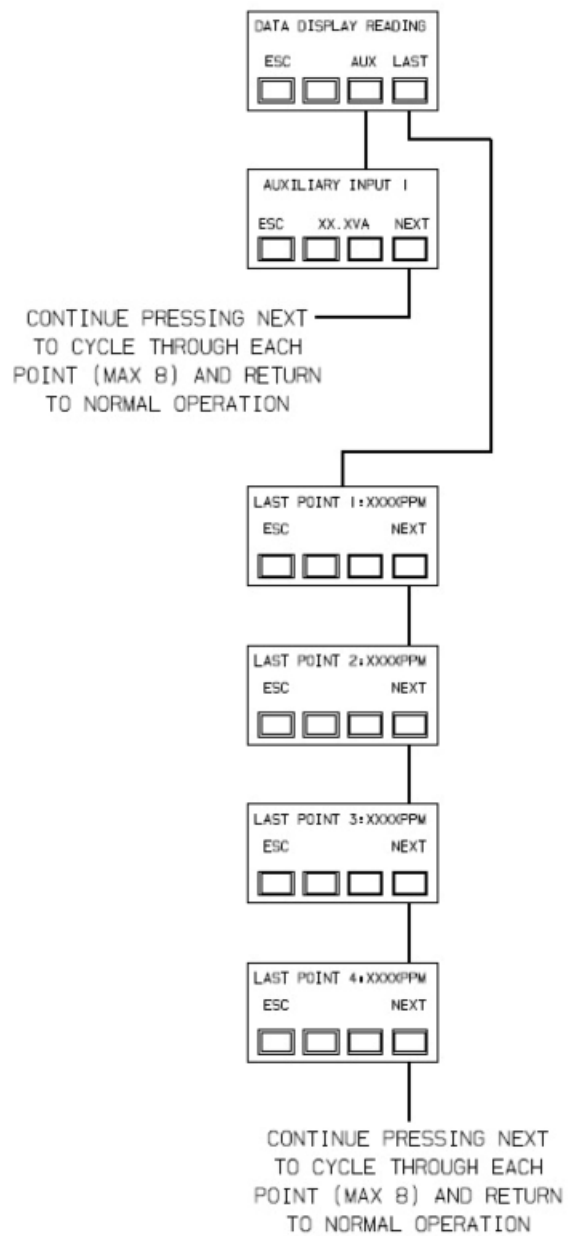 DATA DISPLAY READING
ESC AUX LAST
AUXILIARY INPUT 1
ESC XX.XVA NEXT
CONTINUE PRESSING NEXT
TO CYCLE THROUGH EACH
POINT (MAX 8) AND RETURN
TO NORMAL OPERATION
LAST POINT 1:XXXXPPM
ESC NEXT
LAST POINT 2:XXXXPPM
ESC NEXT
LAST POINT 3:XXXXPPM
ESC NEXT
LAST POINT 4:XXXXPPM
ESC NEXT
CONTINUE PRESSING NEXT
TO CYCLE THROUGH EACH
POINT (MAX 8) AND RETURN
TO NORMAL OPERATION